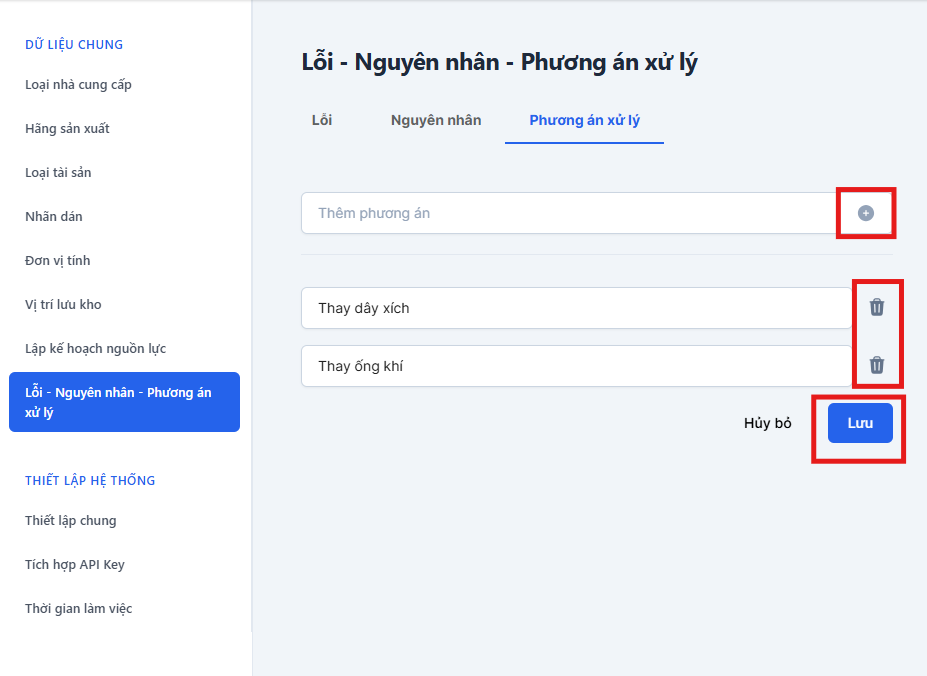 DỮ LIỆU CHUNG
Loại nhà cung cấp
Hãng sản xuất
Loại tài sản
Nhãn dán
Đơn vị tính
Vị trí lưu kho
Lập kế hoạch nguồn lực
Lỗi - Nguyên nhân - Phương án
xử lý
THIẾT LẬP HỆ THỐNG
Thiết lập chung
Tích hợp API Key
Thời gian làm việc
Lỗi - Nguyên nhân - Phương án xử lý
Lỗi Nguyên nhân Phương án xử lý
Thêm phương án
Thay dây xích
Thay ống khí
Hủy bỏ Lưu